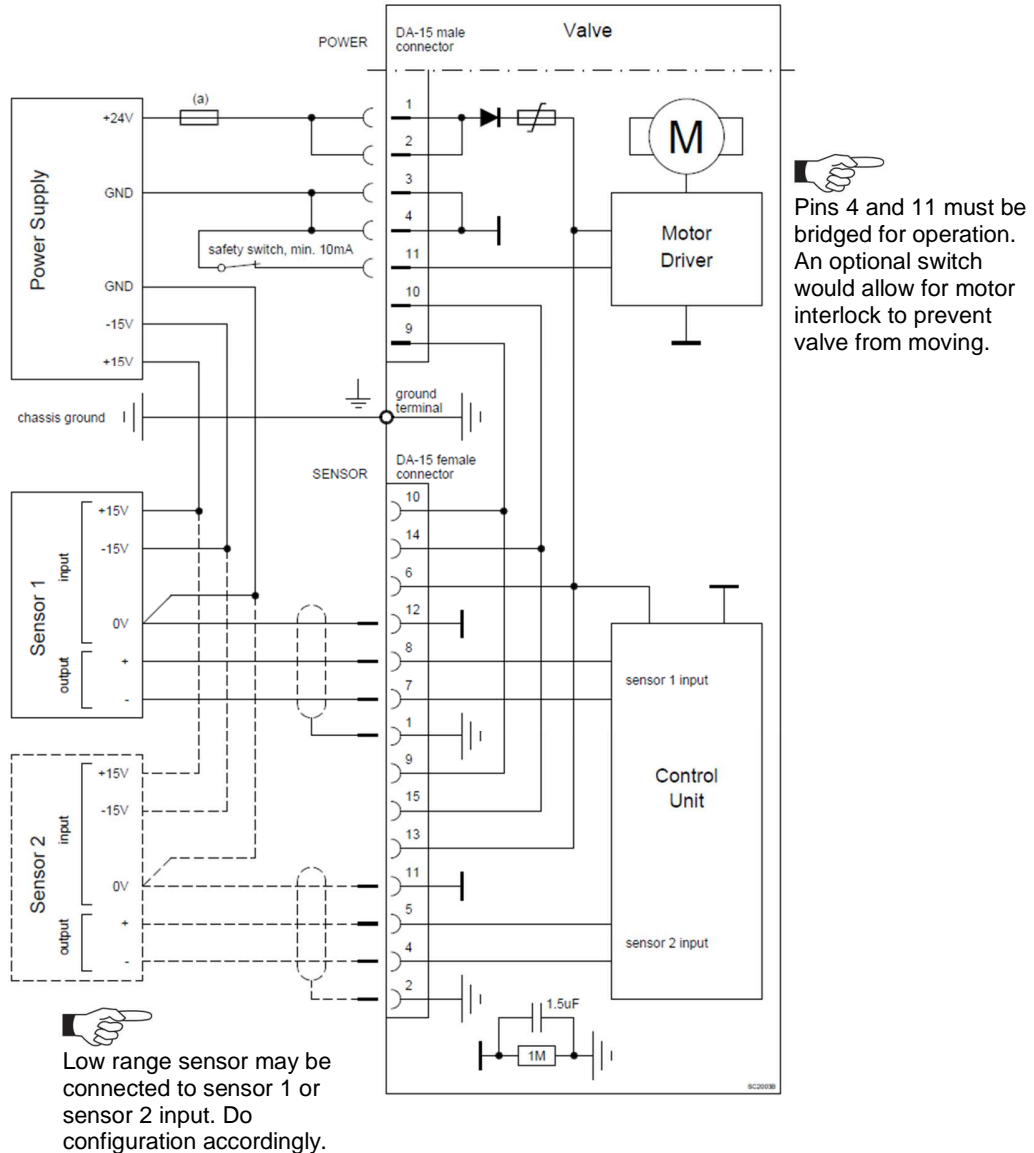 POWER
DA-15 male
connector
Valve
Power Supply
+24V
(a)
GND
safety switch, min. 10mA
GND
-15V
+15V
1
2
3
4
11
10
9
M
Motor
Driver
Pins 4 and 11 must be
bridged for operation.
An optional switch
would allow for motor
interlock to prevent
valve from moving.
chassis ground
ground
terminal
SENSOR
DA-15 female
connector
Sensor 1
input
+15V
-15V
0V
output
+
-
10
14
6
12
8
7
1
9
15
13
11
5
4
2
sensor 1 input
Control
Unit
sensor 2 input
Sensor 2
input
+15V
-15V
0V
output
+
-
1.5uF
1M
SC2003B
Low range sensor may be
connected to sensor 1 or
sensor 2 input. Do
configuration accordingly.